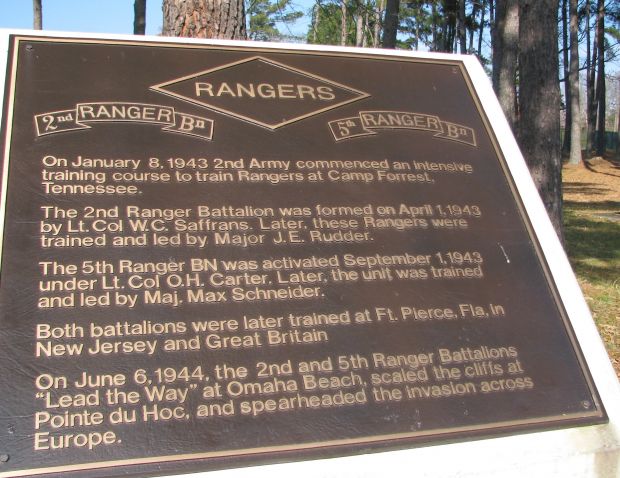 RANGERS
2nd RANGER Bn
5th RANGER Bn
On January 8, 1943 2nd Army commenced an intensive
training course to train Rangers at Camp Forrest,
Tennessee.
The 2nd Ranger Battalion was formed on April 1, 1943
by Lt. Col W.C. Saffrans. Later, these Rangers were
trained and led by Major J.E. Rudder.
The 5th Ranger BN was activated September 1, 1943
under Lt. Col O.H. Carter. Later, the unit was trained
and led by Maj. Max Schneider.
Both battalions were later trained at Ft. Pierce, Fla, in
New Jersey and Great Britain
On June 6, 1944, the 2nd and 5th Ranger Battalions
"Lead the Way" at Omaha Beach, scaled the cliffs at
Pointe du Hoc, and spearheaded the invasion across
Europe.